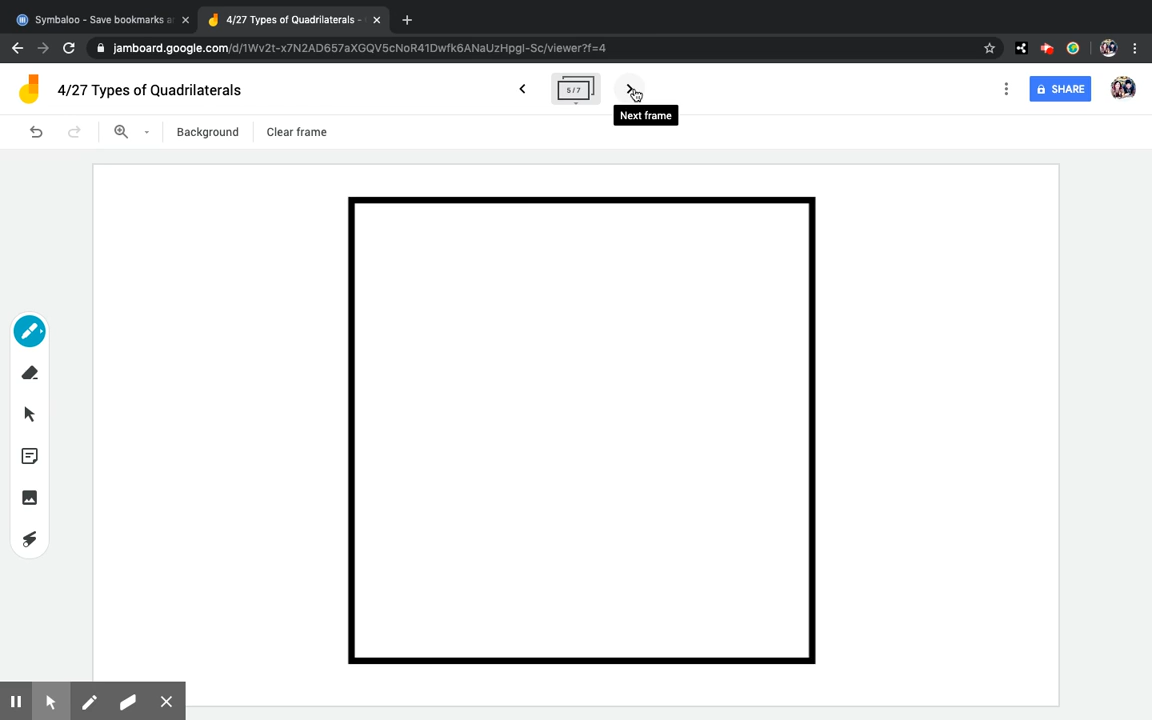 Symbaloo - Save bookmarks a
4/27 Types of Quadrilaterals -
jamboard.google.com/d/1Wv2t-x7N2AD657aXGQV5cNoR41Dwfk6ANaUzHpgI-Sc/viewer?f=4
4/27 Types of Quadrilaterals
5 / 7
SHARE
Next frame
Background
Clear frame